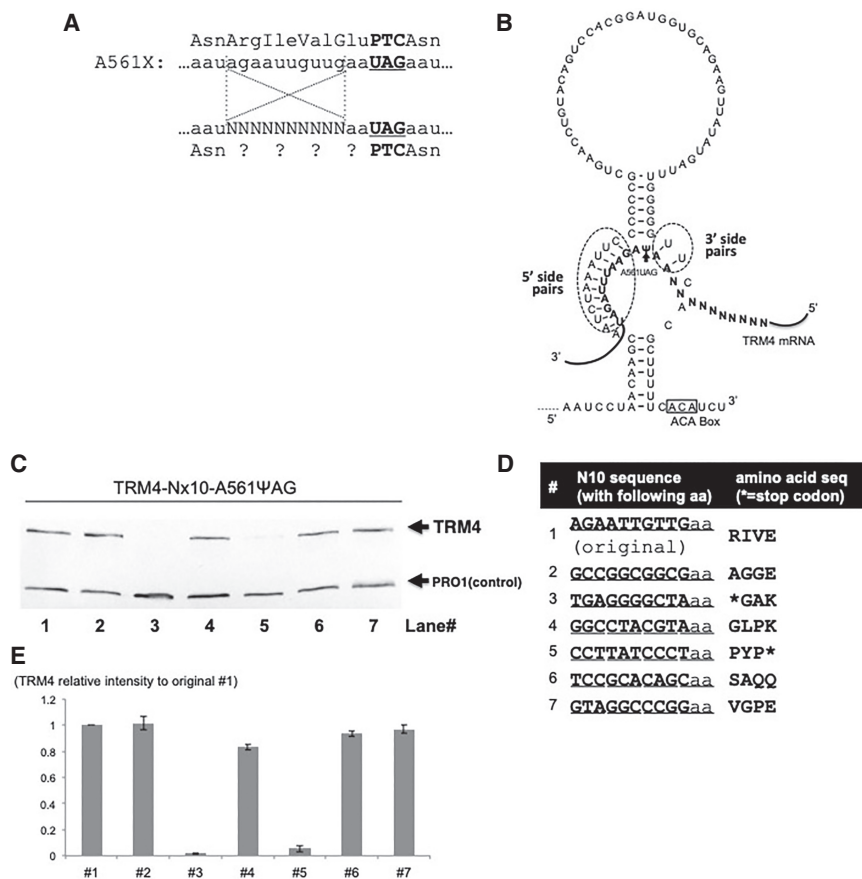 A
AsnArgIleValGluPTCAsn
A561X: ...aauagaauuguugaaUAGaau...
...aauNNNNNNNNNNaaUAGaau...
Asn ? ? ? ? PTCAsn
B
5′ side
pairs
3′ side
pairs
A561UAG
TRM4 mRNA
5′
3′
5′
AAUCCUA-UCACAUCU 3′
ACA Box
C
TRM4-Nx10-A561ΨAG
TRM4
PRO1(control)
1 2 3 4 5 6 7 Lane#
D
# N10 sequence (with following aa) amino acid seq (*=stop codon)
1 AGAATTGTTGaa (original) RIVE
2 GCCGGCGGCGaa AGGE
3 TGAGGGGCTAaa *GAK
4 GGCCTACGTAaa GLPK
5 CCTTATCCCTaa PYP*
6 TCCGCACAGCaa SAQQ
7 GTAGGCCCGGaa VGPE
E
(TRM4 relative intensity to original #1)
1.2
1
0.8
0.6
0.4
0.2
0
#1 #2 #3 #4 #5 #6 #7